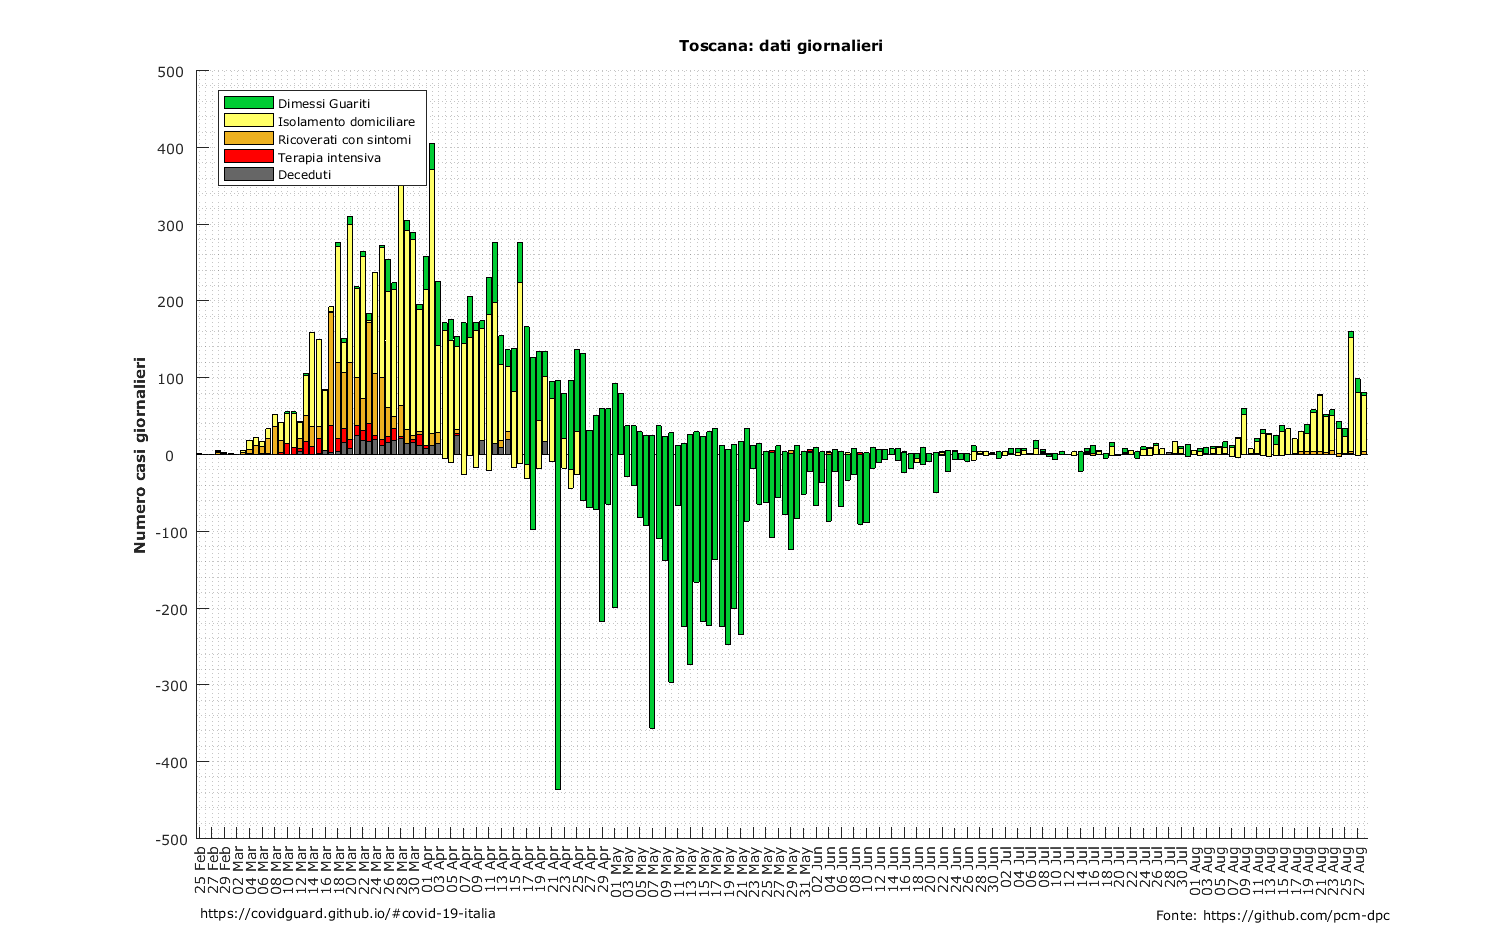 Toscana: dati giornalieri
Dimessi Guariti
Isolamento domiciliare
Ricoverati con sintomi
Terapia intensiva
Deceduti
Numero casi giornalieri
500
400
300
200
100
0
-100
-200
-300
-400
-500
25 Feb
27 Feb
29 Feb
02 Mar
04 Mar
06 Mar
08 Mar
10 Mar
12 Mar
14 Mar
16 Mar
18 Mar
20 Mar
22 Mar
24 Mar
26 Mar
28 Mar
30 Mar
01 Apr
03 Apr
05 Apr
07 Apr
09 Apr
11 Apr
13 Apr
15 Apr
17 Apr
19 Apr
21 Apr
23 Apr
25 Apr
27 Apr
29 Apr
01 May
03 May
05 May
07 May
09 May
11 May
13 May
15 May
17 May
19 May
21 May
23 May
25 May
27 May
29 May
31 May
02 Jun
04 Jun
06 Jun
08 Jun
10 Jun
12 Jun
14 Jun
16 Jun
18 Jun
20 Jun
22 Jun
24 Jun
26 Jun
28 Jun
30 Jun
02 Jul
04 Jul
06 Jul
08 Jul
10 Jul
12 Jul
14 Jul
16 Jul
18 Jul
20 Jul
22 Jul
24 Jul
26 Jul
28 Jul
30 Jul
01 Aug
03 Aug
05 Aug
07 Aug
09 Aug
11 Aug
13 Aug
15 Aug
17 Aug
19 Aug
21 Aug
23 Aug
25 Aug
27 Aug
https://covidguard.github.io/#covid-19-italia
Fonte: https://github.com/pcm-dpc